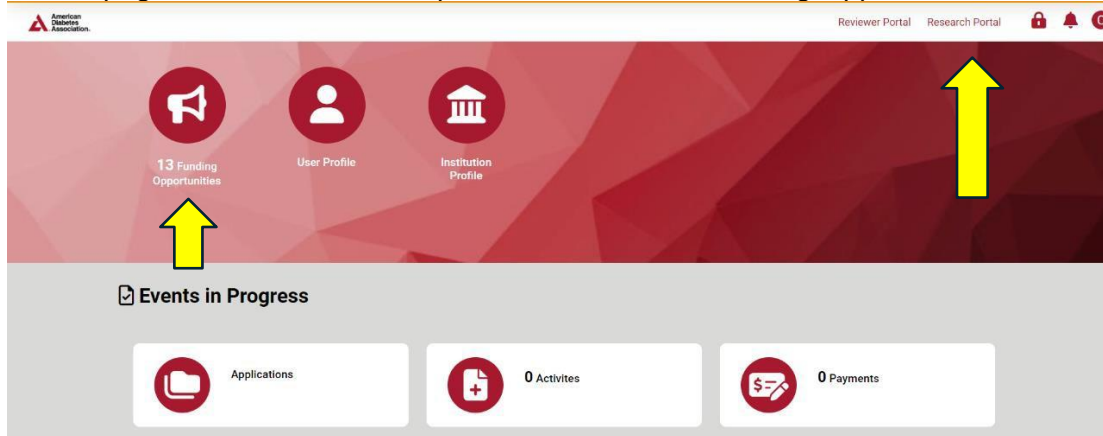 American
Diabetes
Association.
Reviewer Portal Research Portal
13 Funding
Opportunities
User Profile
Institution
Profile
Events in Progress
Applications
0 Activites
0 Payments